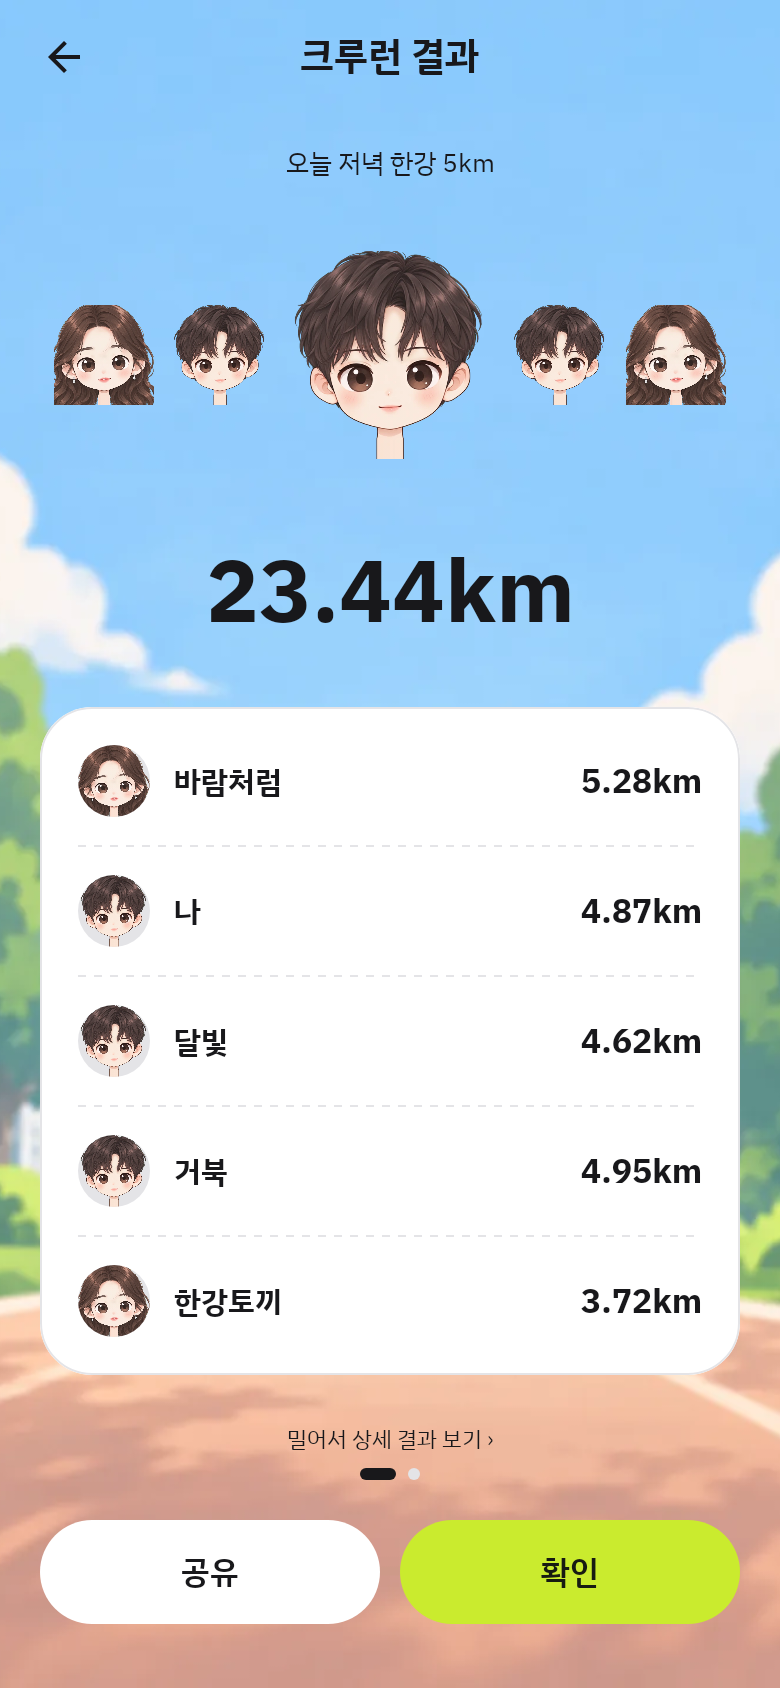 크루런 결과
오늘 저녁 한강 5km
23.44km
바람처럼 5.28km
나 4.87km
달빛 4.62km
거북 4.95km
한강토끼 3.72km
밀어서 상세 결과 보기 ›
공유 확인